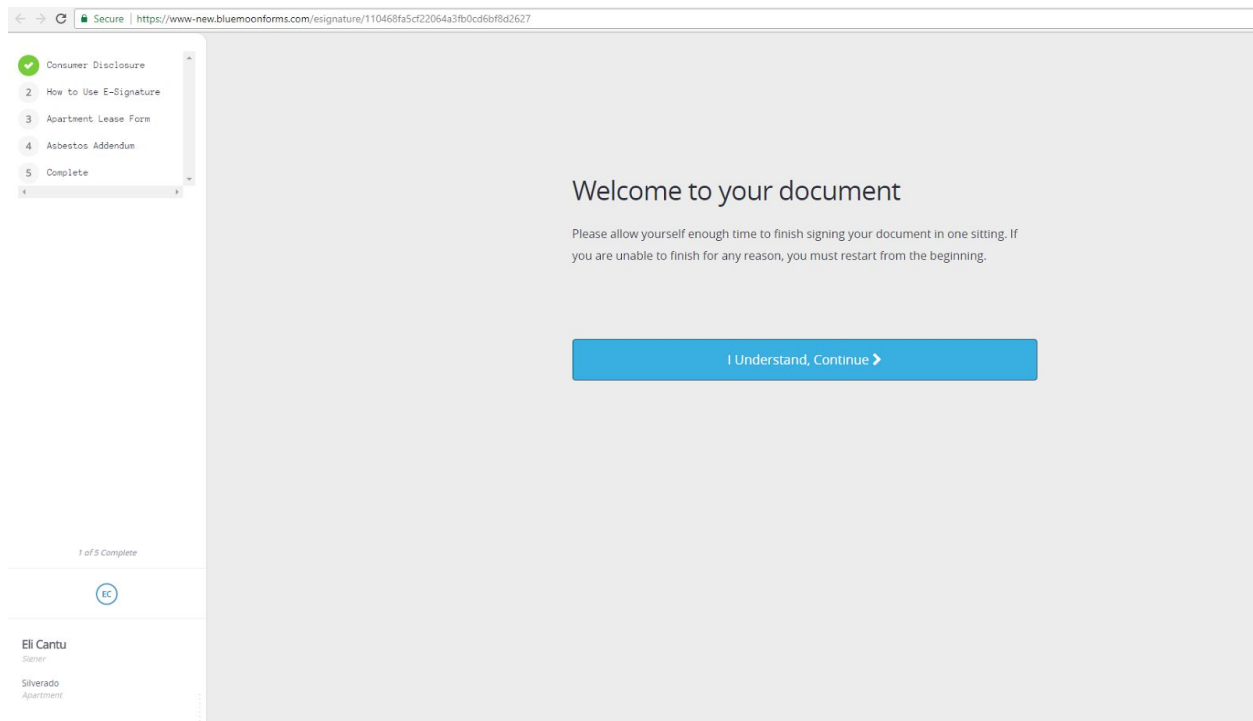 Secure | https://www-new.bluemoonforms.com/esignature/110468fa5cf22064a3fb0cd6bf8d2627
Consumer Disclosure
2 How to Use E-Signature
3 Apartment Lease Form
4 Asbestos Addendum
5 Complete
Welcome to your document
Please allow yourself enough time to finish signing your document in one sitting. If
you are unable to finish for any reason, you must restart from the beginning.
I Understand, Continue
1 of 5 Complete
EC
Eli Cantu
Signer
Silverado
Apartment